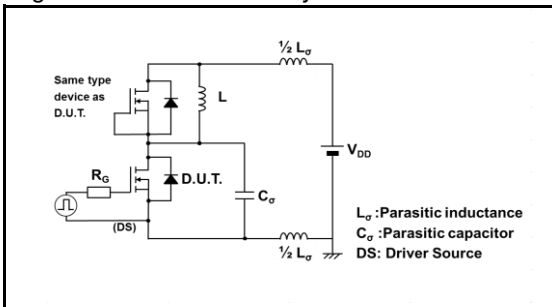 ½ Lσ
Same type
device as
D.U.T.
L
VDD
RG
D.U.T.
Cσ
(DS)
½ Lσ
Lσ :Parasitic inductance
Cσ :Parasitic capacitor
DS: Driver Source